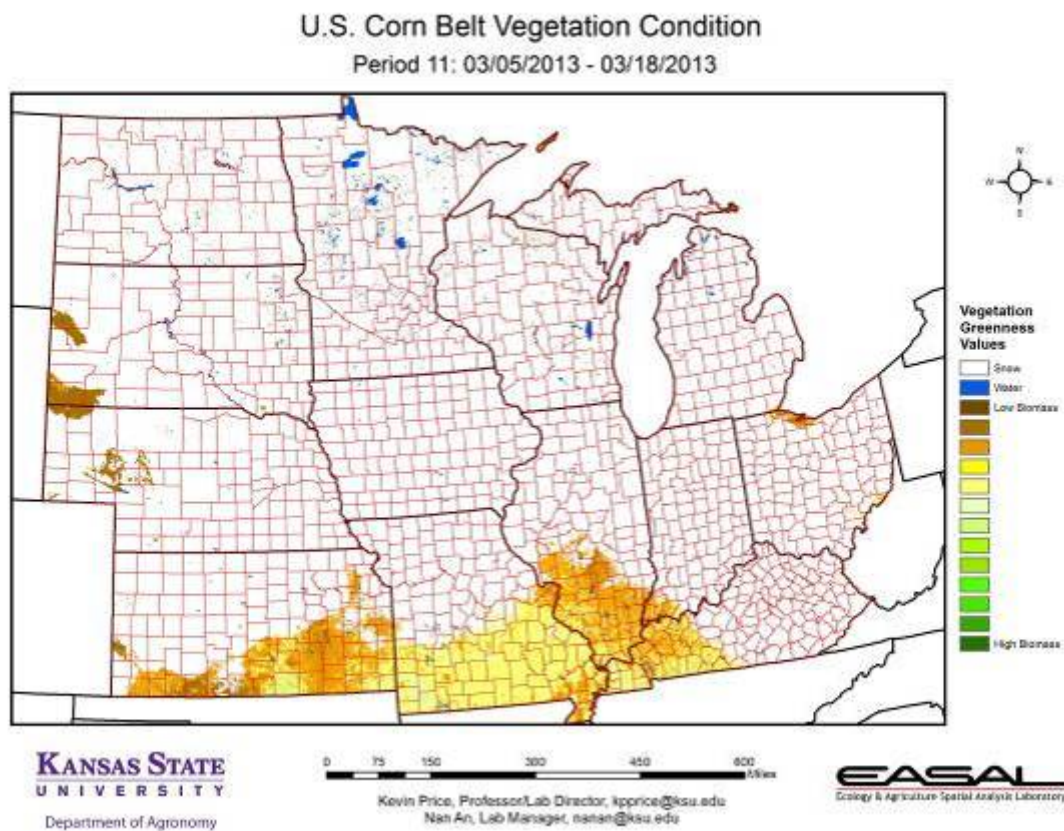 U.S. Corn Belt Vegetation Condition
Period 11: 03/05/2013 - 03/18/2013
N
W E
S
Vegetation
Greenness
Values
Snow
Water
Low Biomass
High Biomass
KANSAS STATE
UNIVERSITY
Department of Agronomy
0 75 150 300 450 600
Miles
Kevin Price, Professor/Lab Director, kpprice@ksu.edu
Nan An, Lab Manager, nanan@ksu.edu
EASAL
Ecology & Agriculture Spatial Analysis Laboratory